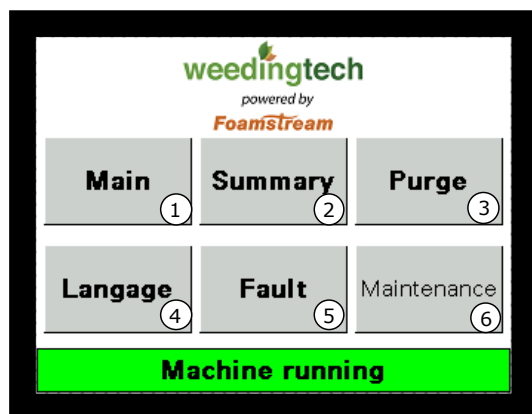 weedingtech
powered by
Foamstream
Main
1
Summary
2
Purge
3
Langage
4
Fault
5
Maintenance
6
Machine running